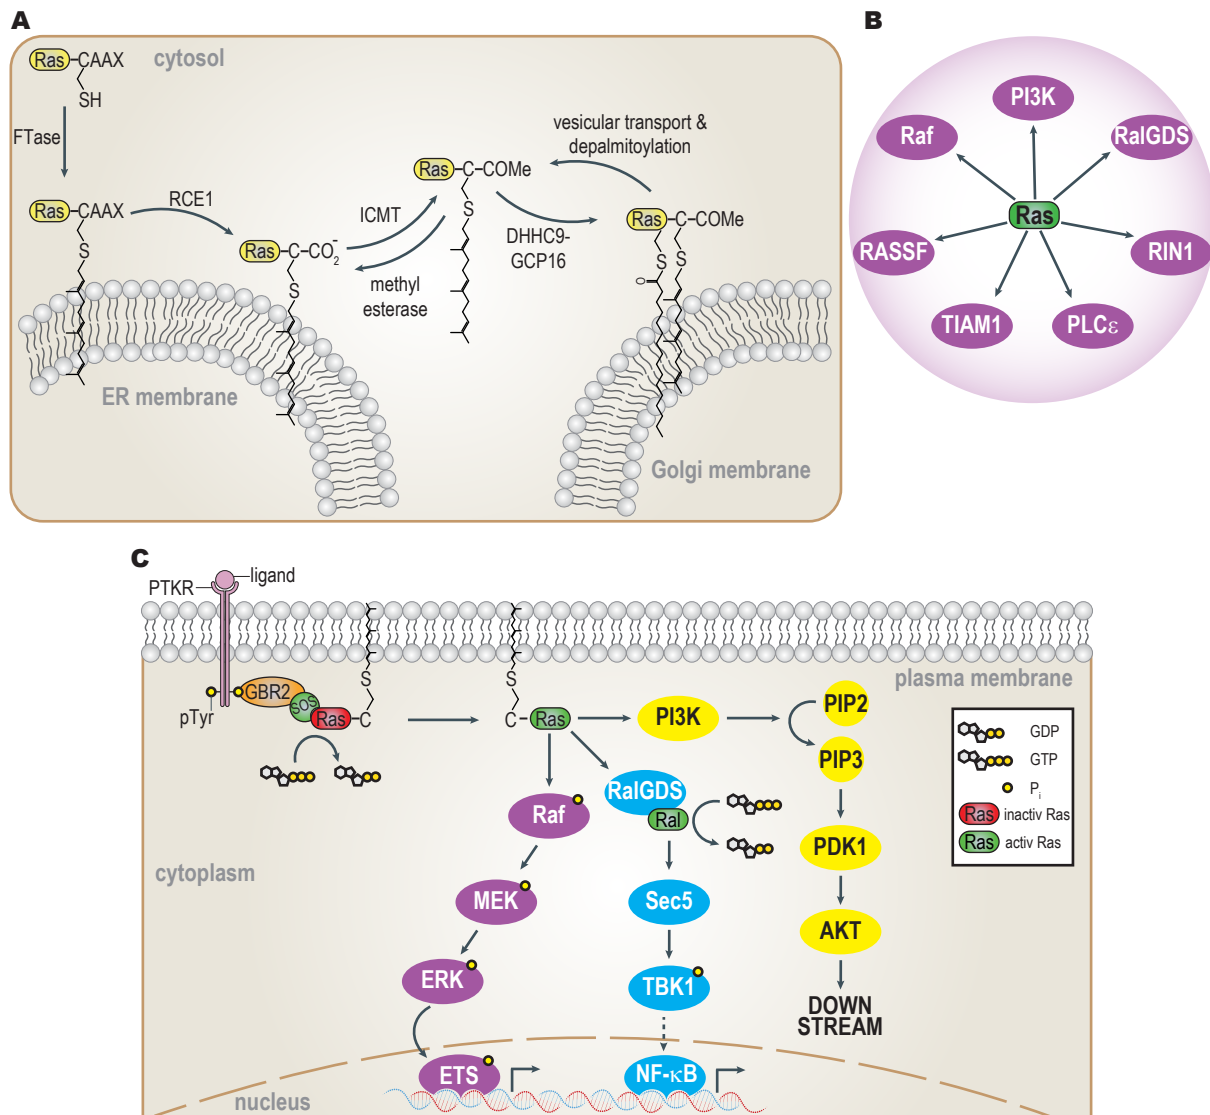 A
cytosol
Ras CAAX
SH
FTase
Ras CAAX
S
RCE1
Ras C CO2-
S
ICMT
methyl
esterase
Ras C COMe
S
vesicular transport &
depalmitoylation
DHHC9-
GCP16
Ras C COMe
S S
O
ER membrane
Golgi membrane
B
PI3K
Raf
RalGDS
Ras
RASSF
RIN1
TIAM1
PLCε
C
PTKR
ligand
plasma membrane
pTyr
GBR2
SOS
Ras
C
S
S
C
Ras
PI3K
PIP2
PIP3
Raf
RalGDS
Ral
PDK1
MEK
Sec5
AKT
ERK
TBK1
DOWN
STREAM
ETS
NF-κB
cytoplasm
nucleus
GDP
GTP
Pi
Ras inactiv Ras
Ras activ Ras